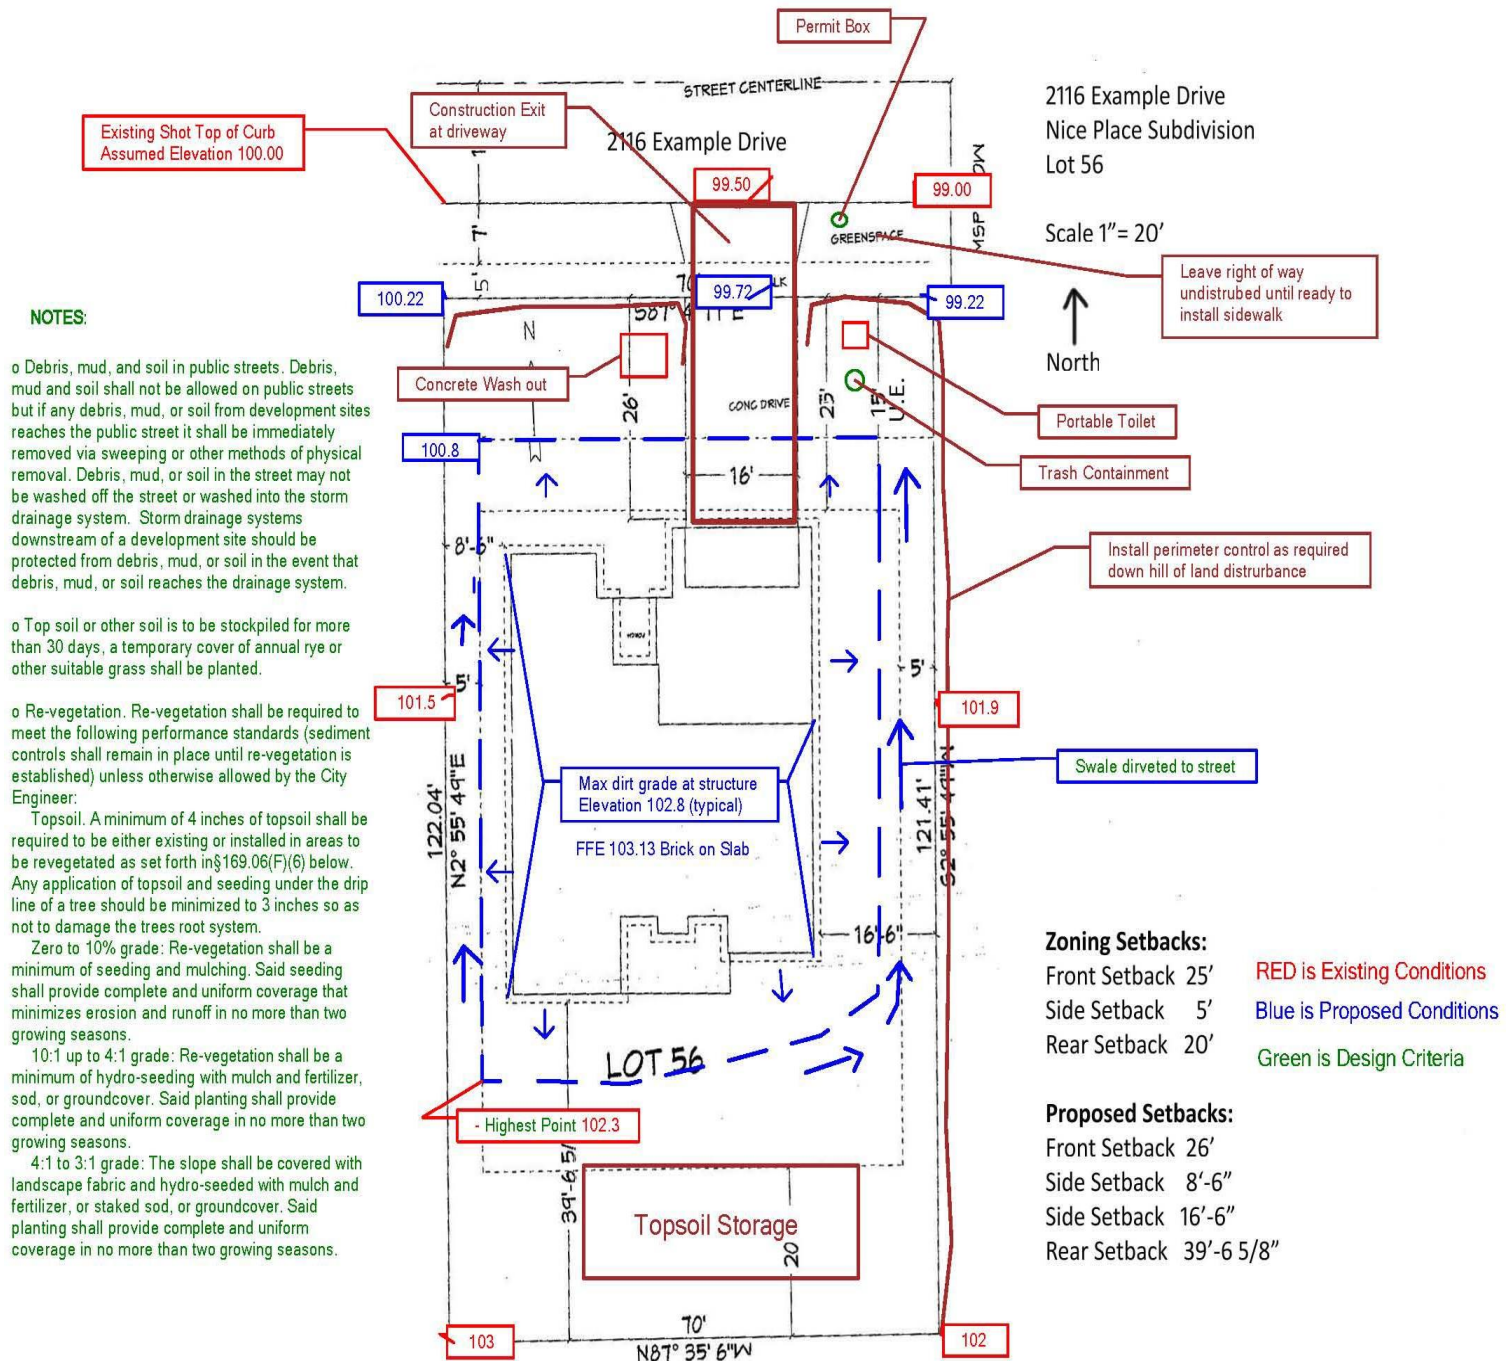 Permit Box
STREET CENTERLINE
Construction Exit
at driveway
2116 Example Drive
Existing Shot Top of Curb
Assumed Elevation 100.00
2116 Example Drive
Nice Place Subdivision
Lot 56
Scale 1"= 20'
North
99.50
99.00
7'
GREENSPACE
Leave right of way
undistrubed until ready to
install sidewalk
5'
100.22
99.72
99.22
N
Concrete Wash out
26'
CONC DRIVE
25'
15'
U.E.
Portable Toilet
Trash Containment
100.8
16'
8'-6"
Install perimeter control as required
down hill of land distrurbance
PORCH
5'
5'
101.5
101.9
Swale dirveted to street
Max dirt grade at structure
Elevation 102.8 (typical)
FFE 103.13 Brick on Slab
122.04'
N2° 55' 49"E
121.41'
S2° 55' 49"W
16'-6"
LOT 56
- Highest Point 102.3
39'-6 5/
Topsoil Storage
20
103
70'
N87° 35' 6"W
102
NOTES:
o Debris, mud, and soil in public streets. Debris,
mud and soil shall not be allowed on public streets
but if any debris, mud, or soil from development sites
reaches the public street it shall be immediately
removed via sweeping or other methods of physical
removal. Debris, mud, or soil in the street may not
be washed off the street or washed into the storm
drainage system. Storm drainage systems
downstream of a development site should be
protected from debris, mud, or soil in the event that
debris, mud, or soil reaches the drainage system.
o Top soil or other soil is to be stockpiled for more
than 30 days, a temporary cover of annual rye or
other suitable grass shall be planted.
o Re-vegetation. Re-vegetation shall be required to
meet the following performance standards (sediment
controls shall remain in place until re-vegetation is
established) unless otherwise allowed by the City
Engineer:
Topsoil. A minimum of 4 inches of topsoil shall be
required to be either existing or installed in areas to
be revegetated as set forth in§169.06(F)(6) below.
Any application of topsoil and seeding under the drip
line of a tree should be minimized to 3 inches so as
not to damage the trees root system.
Zero to 10% grade: Re-vegetation shall be a
minimum of seeding and mulching. Said seeding
shall provide complete and uniform coverage that
minimizes erosion and runoff in no more than two
growing seasons.
10:1 up to 4:1 grade: Re-vegetation shall be a
minimum of hydro-seeding with mulch and fertilizer,
sod, or groundcover. Said planting shall provide
complete and uniform coverage in no more than two
growing seasons.
4:1 to 3:1 grade: The slope shall be covered with
landscape fabric and hydro-seeded with mulch and
fertilizer, or staked sod, or groundcover. Said
planting shall provide complete and uniform
coverage in no more than two growing seasons.
Zoning Setbacks:
Front Setback 25'
Side Setback 5'
Rear Setback 20'
RED is Existing Conditions
Blue is Proposed Conditions
Green is Design Criteria
Proposed Setbacks:
Front Setback 26'
Side Setback 8'-6"
Side Setback 16'-6"
Rear Setback 39'-6 5/8"